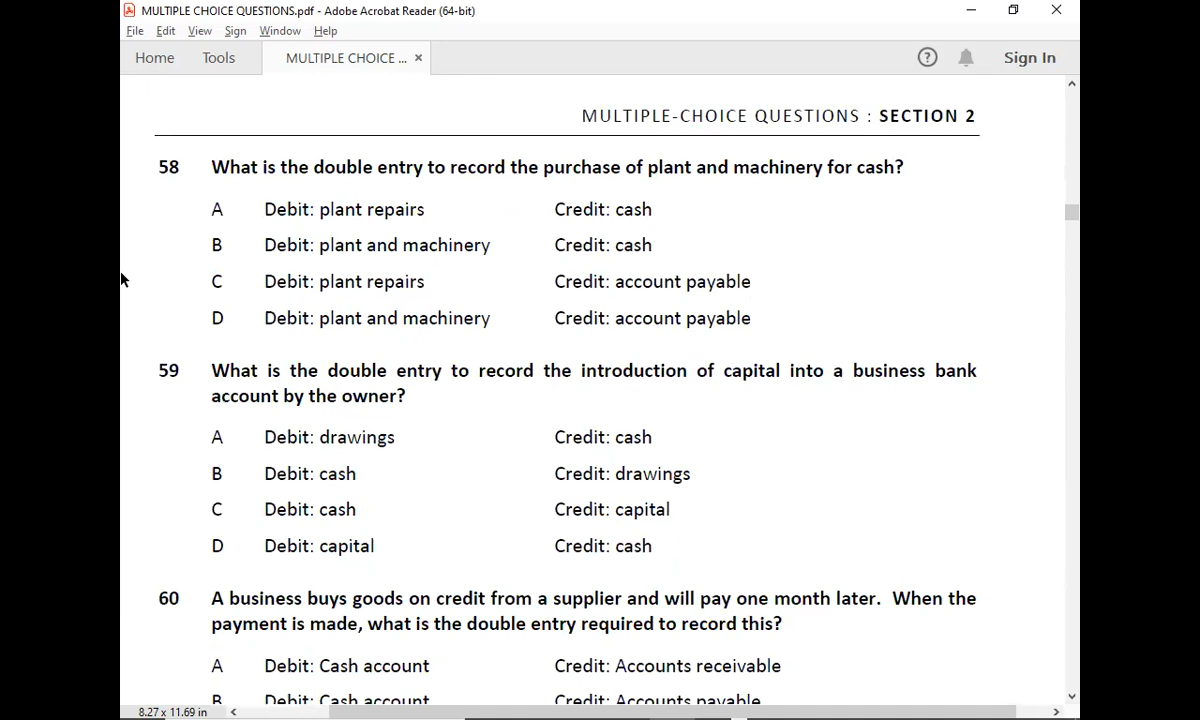 MULTIPLE CHOICE QUESTIONS.pdf - Adobe Acrobat Reader (64-bit)
File Edit View Sign Window Help
Home Tools MULTIPLE CHOICE ... × ? Sign In
MULTIPLE-CHOICE QUESTIONS : SECTION 2
58 What is the double entry to record the purchase of plant and machinery for cash?
A Debit: plant repairs Credit: cash
B Debit: plant and machinery Credit: cash
C Debit: plant repairs Credit: account payable
D Debit: plant and machinery Credit: account payable
59 What is the double entry to record the introduction of capital into a business bank
account by the owner?
A Debit: drawings Credit: cash
B Debit: cash Credit: drawings
C Debit: cash Credit: capital
D Debit: capital Credit: cash
60 A business buys goods on credit from a supplier and will pay one month later. When the
payment is made, what is the double entry required to record this?
A Debit: Cash account Credit: Accounts receivable
B Debit: Cash account Credit: Accounts payable
8.27 x 11.69 in